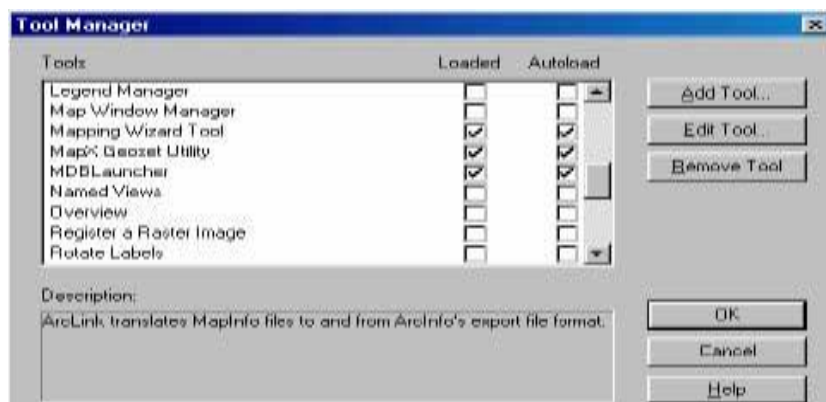 Tool Manager
Tools Loaded Autoload
Legend Manager
Map Window Manager
Mapping Wizard Tool
MapX Geoset Utility
MDBLauncher
Named Views
Overview
Register a Raster Image
Rotate Labels
Add Tool...
Edit Tool...
Remove Tool
Description:
ArcLink translates MapInfo files to and from ArcInfo's export file format.
OK
Cancel
Help